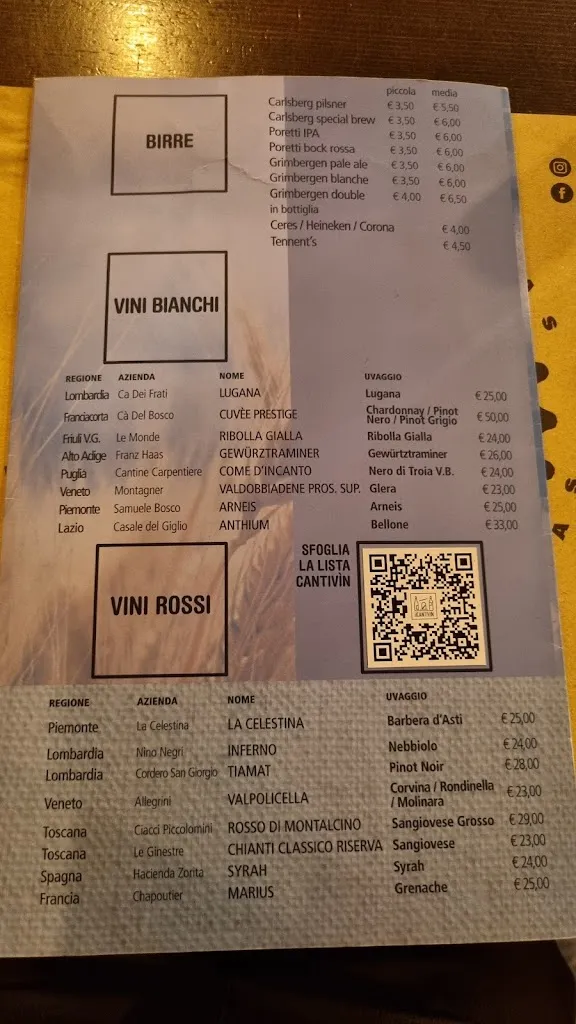 piccola media
BIRRE
Carlsberg pilsner € 3,50 € 5,50
Carlsberg special brew € 3,50 € 6,00
Poretti IPA € 3,50 € 6,00
Poretti bock rossa € 3,50 € 6,00
Grimbergen pale ale € 3,50 € 6,00
Grimbergen blanche € 3,50 € 6,00
Grimbergen double € 4,00 € 6,50
in bottiglia
Ceres / Heineken / Corona € 4,00
Tennent's € 4,50
VINI BIANCHI
REGIONE AZIENDA NOME UVAGGIO
Lombardia Ca Dei Frati LUGANA Lugana € 25,00
Franciacorta Cà Del Bosco CUVÈE PRESTIGE Chardonnay / Pinot
Nero / Pinot Grigio € 50,00
Friuli V.G. Le Monde RIBOLLA GIALLA Ribolla Gialla € 24,00
Alto Adige Franz Haas GEWÜRZTRAMINER Gewürtztraminer € 26,00
Puglia Cantine Carpentiere COME D'INCANTO Nero di Troia V.B. € 24,00
Veneto Montagner VALDOBBIADENE PROS. SUP. Glera € 23,00
Piemonte Samuele Bosco ARNEIS Arneis € 25,00
Lazio Casale del Giglio ANTHIUM Bellone € 33,00
VINI ROSSI
SFOGLIA
LA LISTA
CANTIVÌN
CANTIVÌN
REGIONE AZIENDA NOME UVAGGIO
Piemonte La Celestina LA CELESTINA Barbera d'Asti € 25,00
Lombardia Nino Negri INFERNO Nebbiolo € 24,00
Lombardia Cordero San Giorgio TIAMAT Pinot Noir € 28,00
Veneto Allegrini VALPOLICELLA Corvina / Rondinella
/ Molinara € 23,00
Toscana Ciacci Piccolomini ROSSO DI MONTALCINO Sangiovese Grosso € 29,00
Toscana Le Ginestre CHIANTI CLASSICO RISERVA Sangiovese € 23,00
Spagna Hacienda Zorita SYRAH Syrah € 24,00
Francia Chapoutier MARIUS Grenache € 25,00